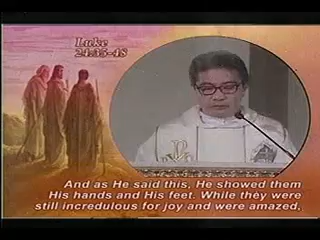 Luke
24:35-48
And as He said this, He showed them
His hands and His feet. While they were
still incredulous for joy and were amazed,